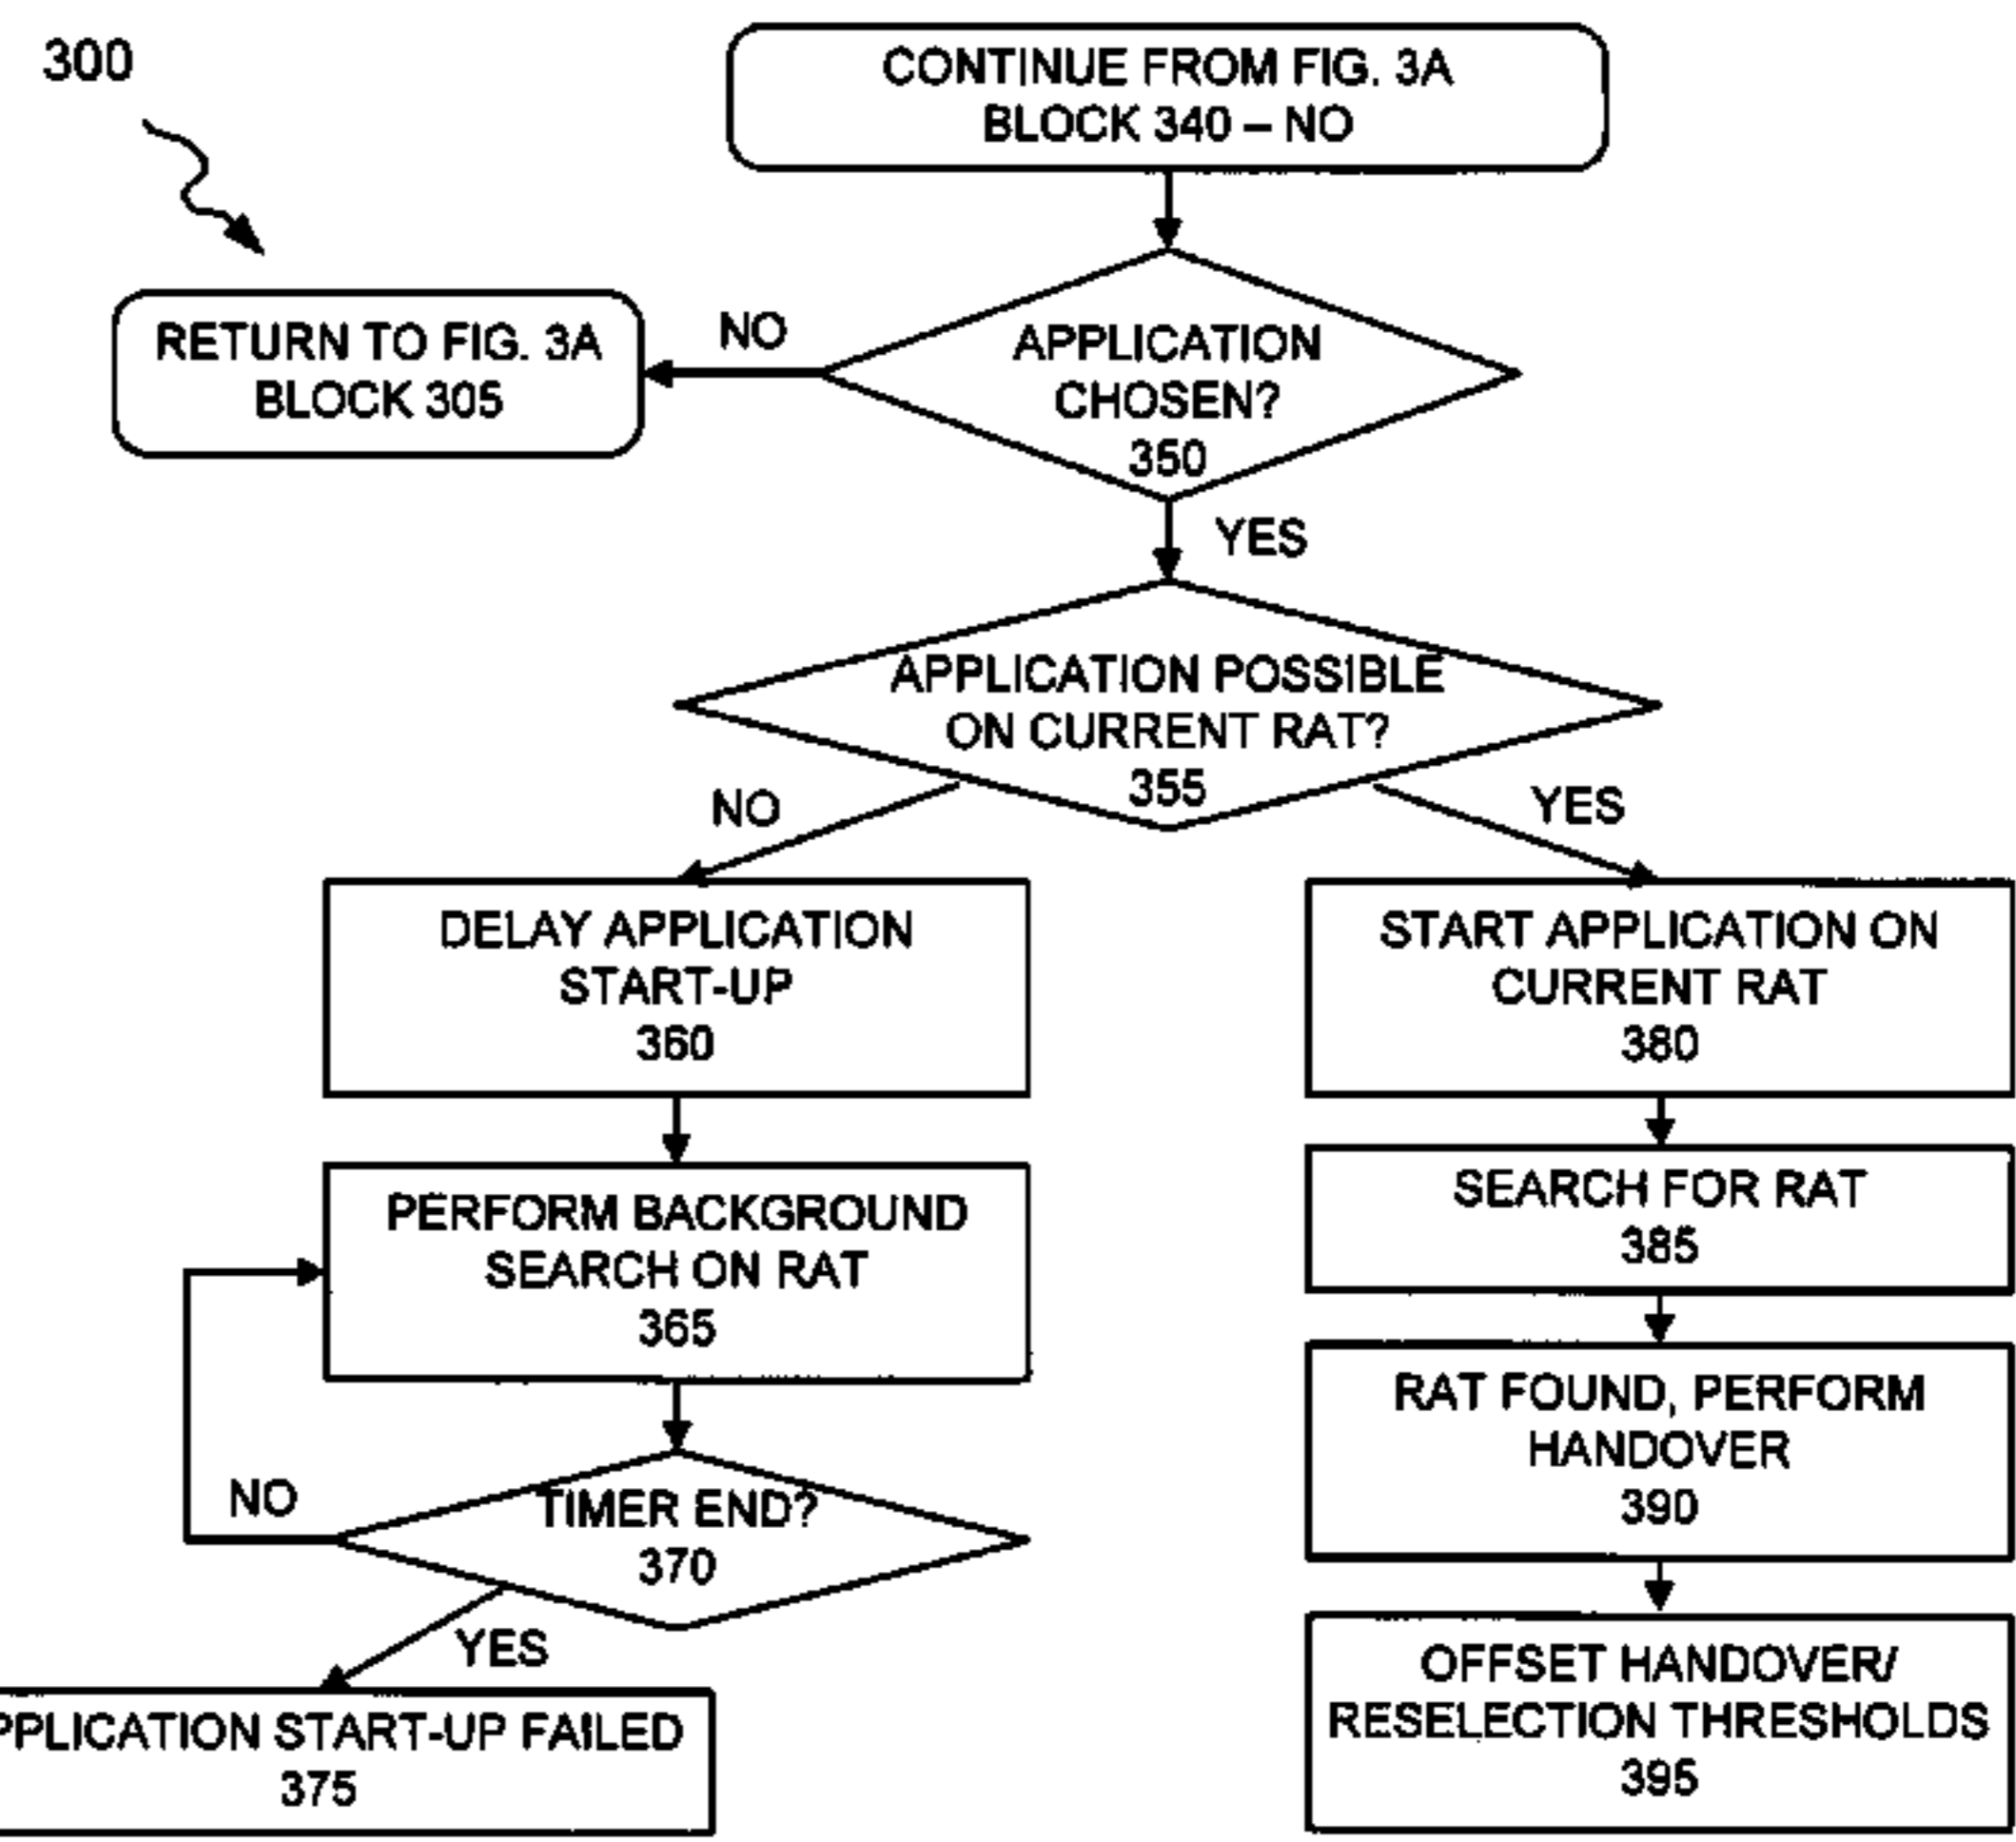 300
CONTINUE FROM FIG. 3A
BLOCK 340 – NO
RETURN TO FIG. 3A
BLOCK 305
NO
APPLICATION
CHOSEN?
350
YES
APPLICATION POSSIBLE
ON CURRENT RAT?
355
NO
YES
DELAY APPLICATION
START-UP
360
START APPLICATION ON
CURRENT RAT
380
PERFORM BACKGROUND
SEARCH ON RAT
365
SEARCH FOR RAT
385
RAT FOUND, PERFORM
HANDOVER
390
NO
TIMER END?
370
YES
PPLICATION START-UP FAILED
375
OFFSET HANDOVER/
RESELECTION THRESHOLDS
395